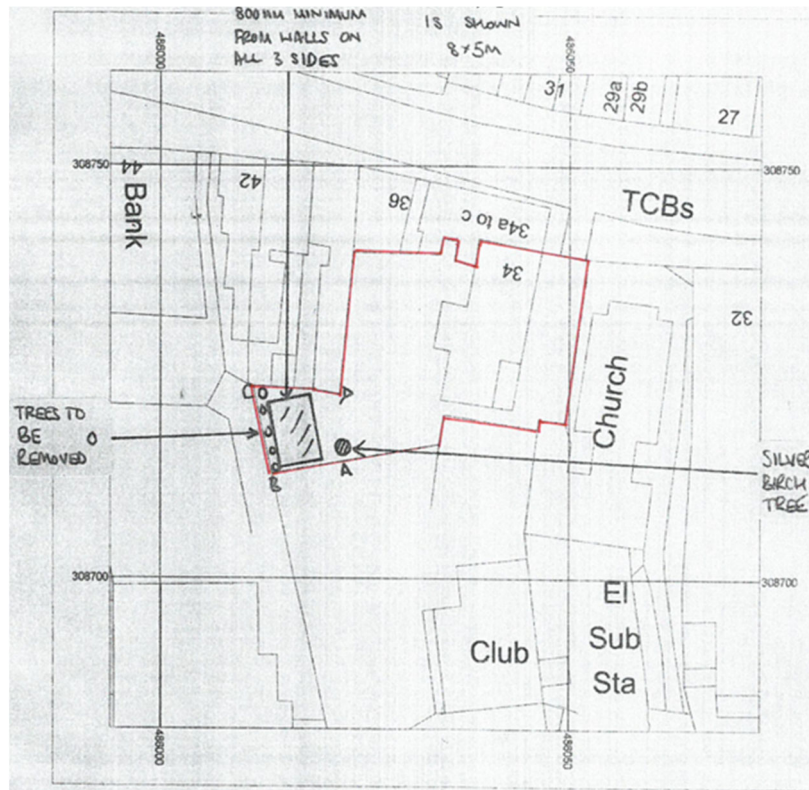 800MM MINIMUM
FROM WALLS ON
ALL 3 SIDES
IS SHOWN
8x5M
488000
488050
31
29a
29b
27
308750
308750
44
Bank
42
36
34a to c
34
TCBs
32
Church
C
D
TREES TO
BE O
REMOVED
B
A
SILVER
BIRCH
TREE
308700
308700
El
Sub
Sta
Club
488000
488050